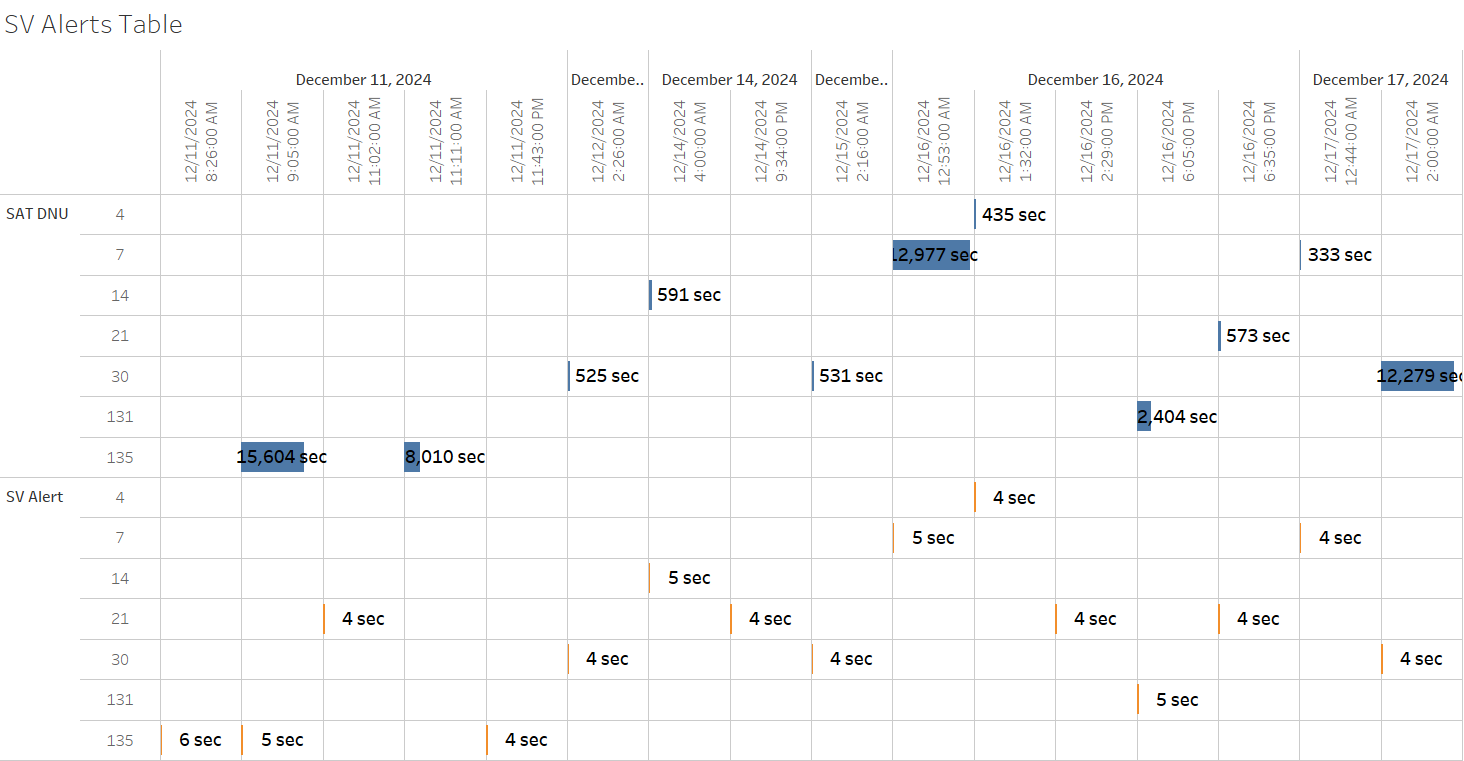 SV Alerts Table
December 11, 2024 Decembe.. December 14, 2024 Decembe.. December 16, 2024 December 17, 2024
12/11/2024 8:26:00 AM
12/11/2024 9:05:00 AM
12/11/2024 11:02:00 AM
12/11/2024 11:11:00 AM
12/11/2024 11:43:00 PM
12/12/2024 2:26:00 AM
12/14/2024 4:00:00 AM
12/14/2024 9:34:00 PM
12/15/2024 2:16:00 AM
12/16/2024 12:53:00 AM
12/16/2024 1:32:00 AM
12/16/2024 2:29:00 PM
12/16/2024 6:05:00 PM
12/16/2024 6:35:00 PM
12/17/2024 12:44:00 AM
12/17/2024 2:00:00 AM
SAT DNU 4 435 sec
7 12,977 sec 333 sec
14 591 sec
21 573 sec
30 525 sec 531 sec 12,279 sec
131 2,404 sec
135 15,604 sec 8,010 sec
SV Alert 4 4 sec
7 5 sec 4 sec
14 5 sec
21 4 sec 4 sec 4 sec 4 sec
30 4 sec 4 sec 4 sec
131 5 sec
135 6 sec 5 sec 4 sec